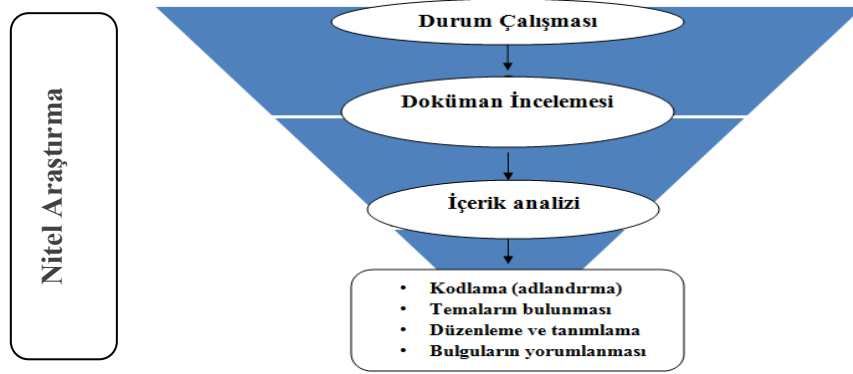 Nitel Araştırma
Durum Çalışması
Doküman İncelemesi
İçerik analizi
• Kodlama (adlandırma)
• Temaların bulunması
• Düzenleme ve tanımlama
• Bulguların yorumlanması